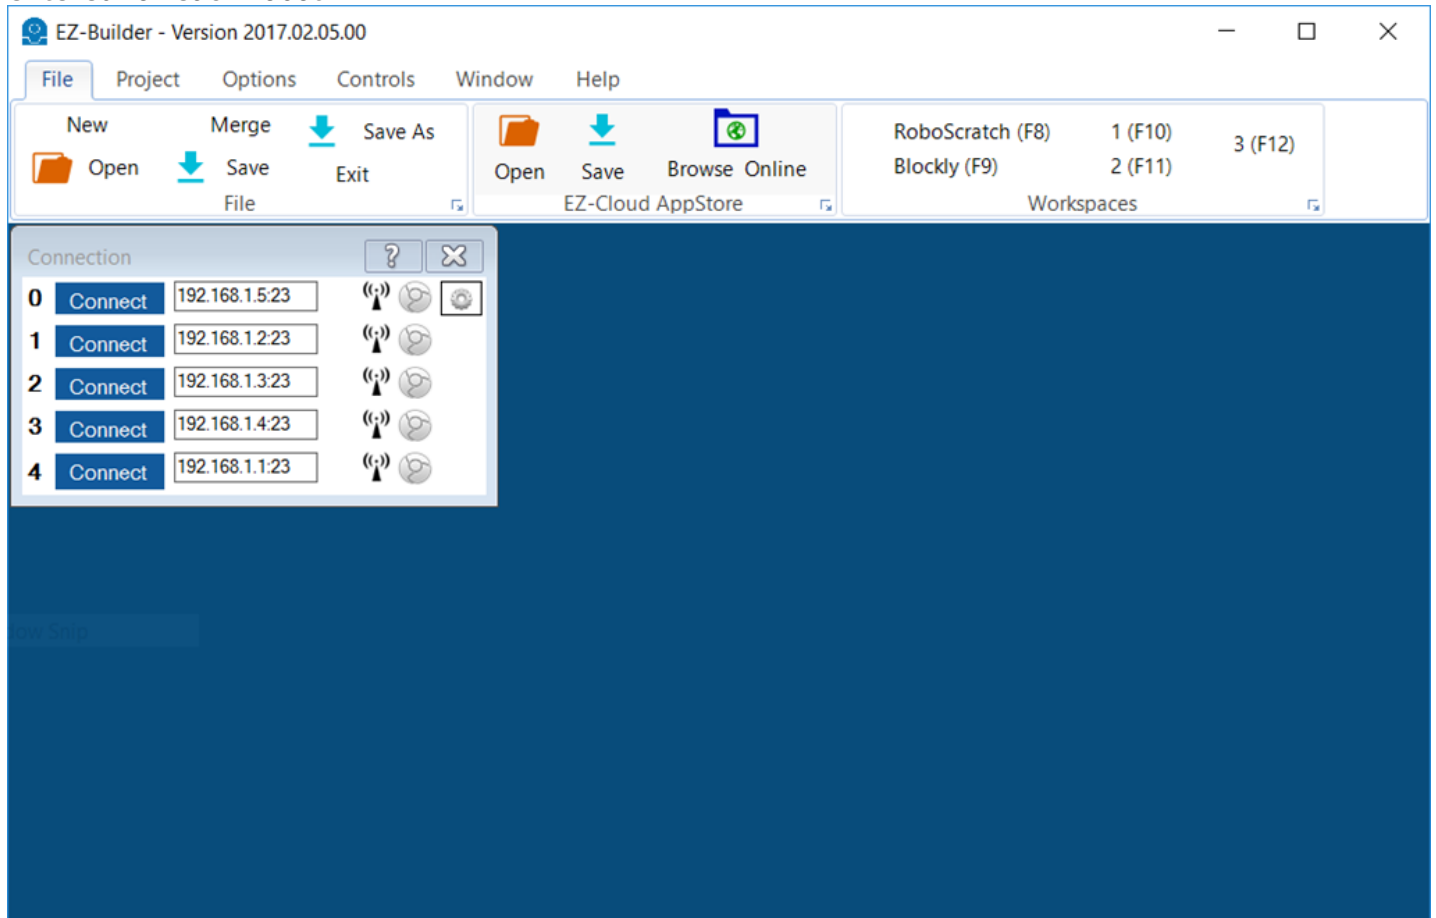 EZ-Builder - Version 2017.02.05.00
File Project Options Controls Window Help
New Merge Save As
Open Save Exit
File
Open Save Browse Online
EZ-Cloud AppStore
RoboScratch (F8) 1 (F10) 3 (F12)
Blockly (F9) 2 (F11)
Workspaces
Connection
0 Connect 192.168.1.5:23
1 Connect 192.168.1.2:23
2 Connect 192.168.1.3:23
3 Connect 192.168.1.4:23
4 Connect 192.168.1.1:23
Snip